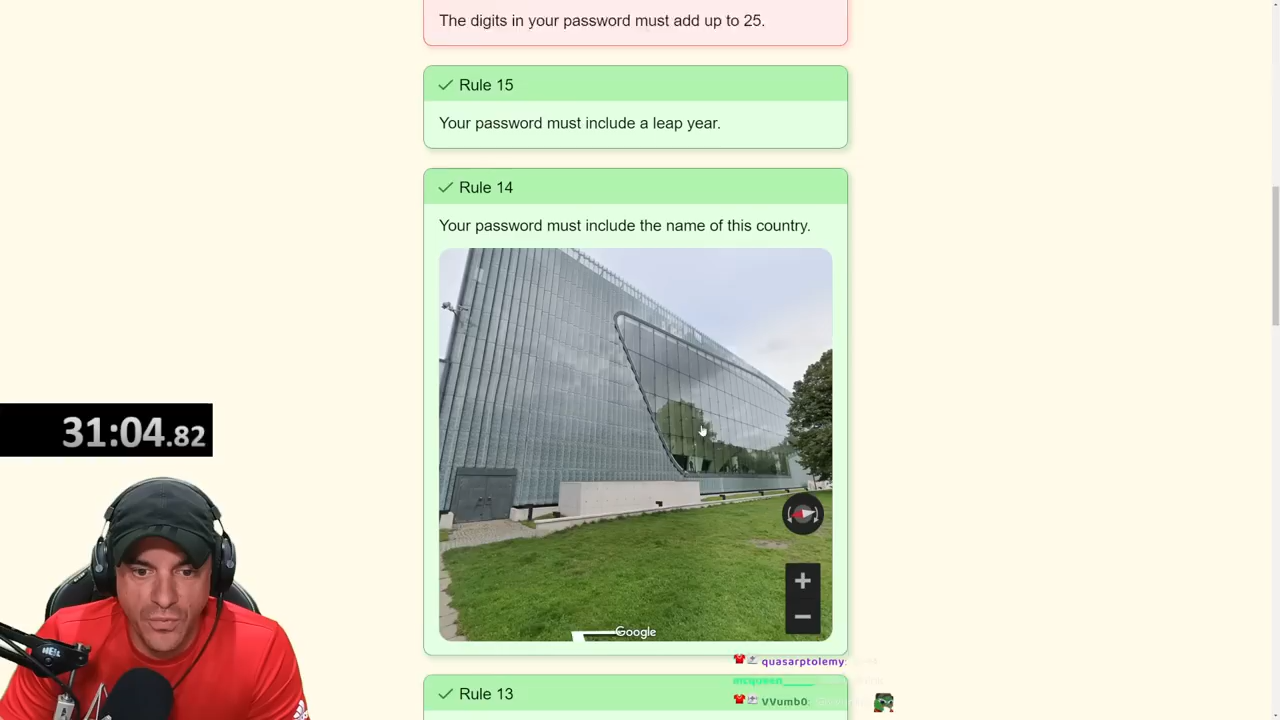 The digits in your password must add up to 25.
Rule 15
Your password must include a leap year.
Rule 14
Your password must include the name of this country.
31:04.82
Google
quasarptolemy:
VVumb0:
Rule 13